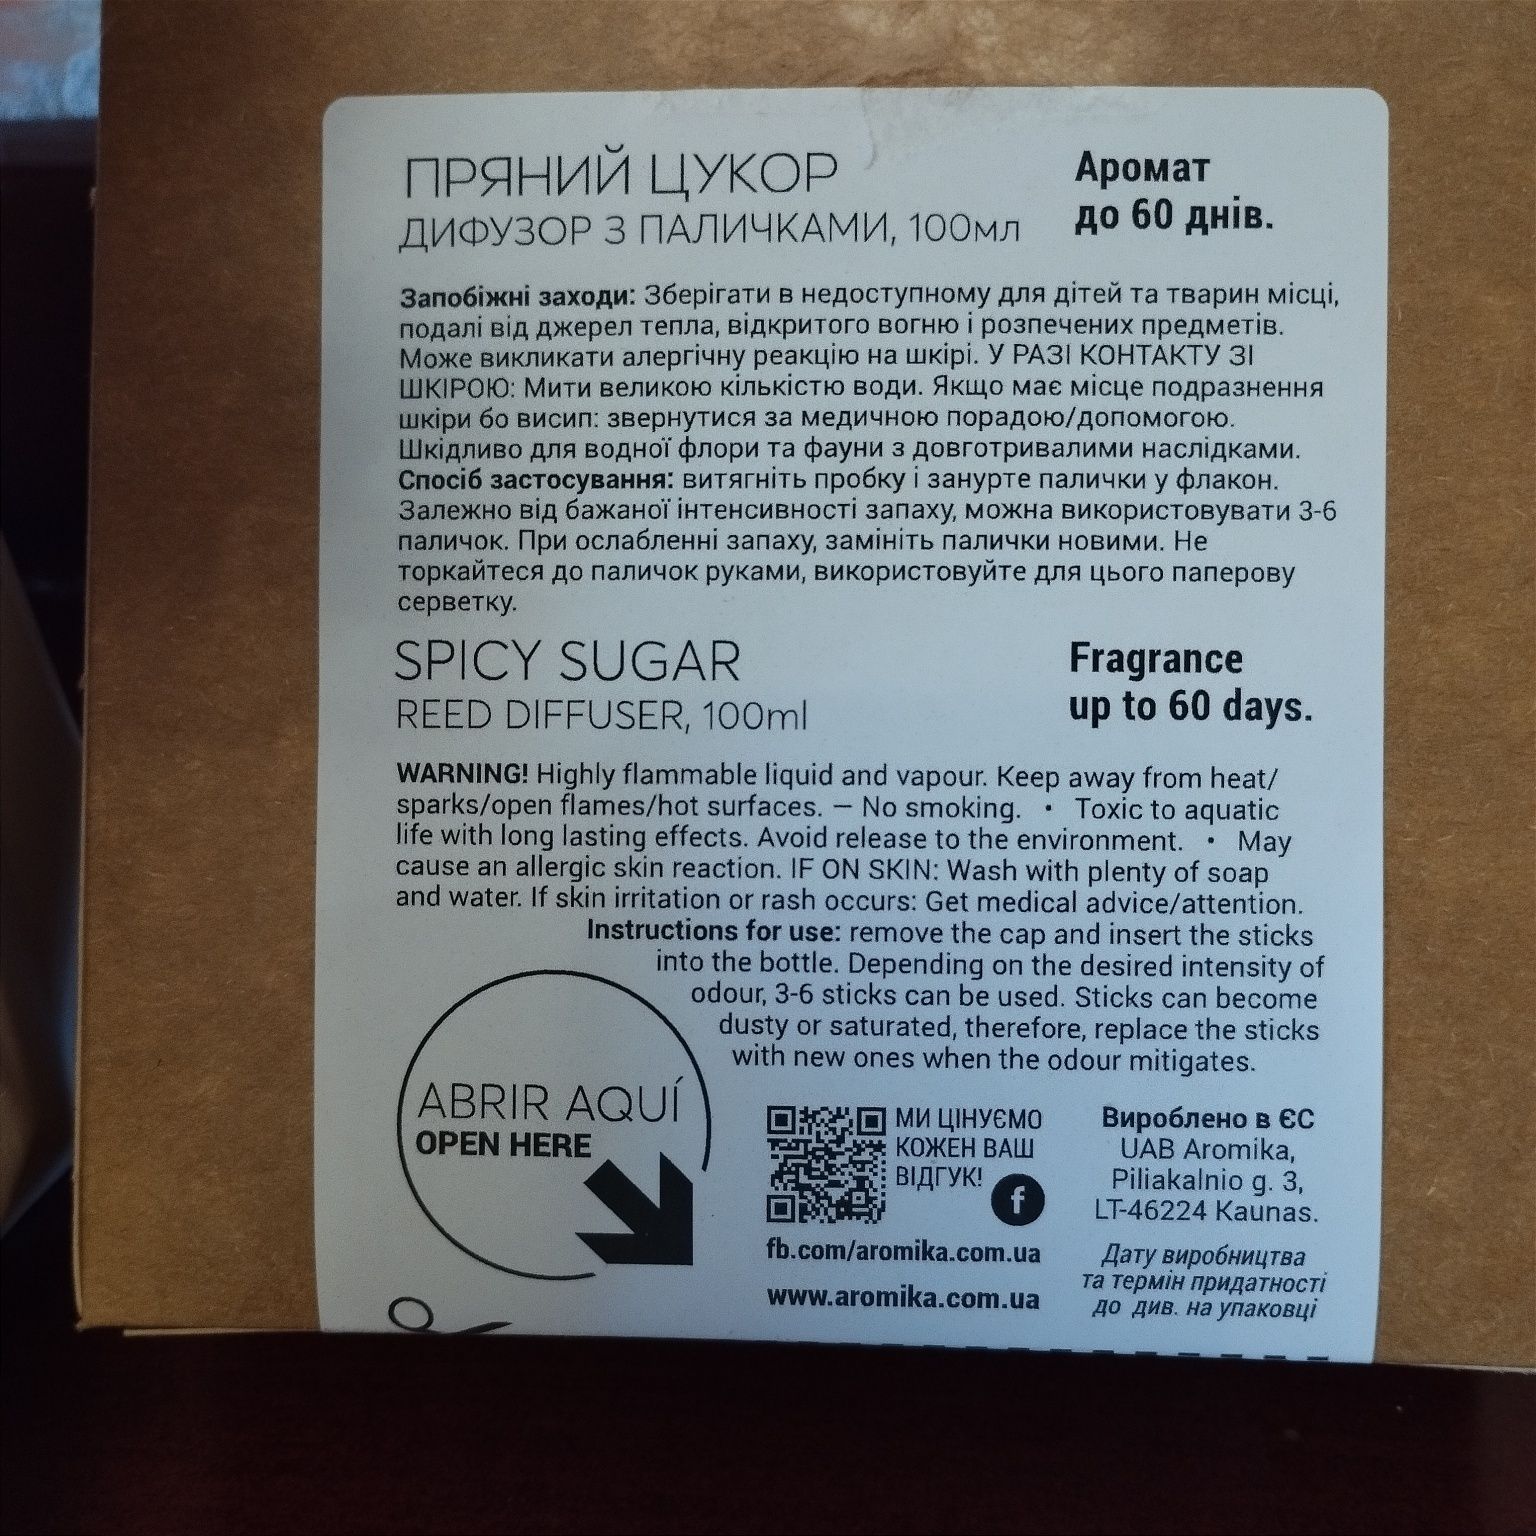 ПРЯНИЙ ЦУКОР
ДИФУЗОР З ПАЛИЧКАМИ, 100мл
Аромат
до 60 днів.
Запобіжні заходи: Зберігати в недоступному для дітей та тварин місці,
подалі від джерел тепла, відкритого вогню і розпечених предметів.
Може викликати алергічну реакцію на шкірі. У РАЗІ КОНТАКТУ ЗІ
ШКІРОЮ: Мити великою кількістю води. Якщо має місце подразнення
шкіри бо висип: звернутися за медичною порадою/допомогою.
Шкідливо для водної флори та фауни з довготривалими наслідками.
Спосіб застосування: витягніть пробку і занурте палички у флакон.
Залежно від бажаної інтенсивності запаху, можна використовувати 3-6
паличок. При ослабленні запаху, замініть палички новими. Не
торкайтеся до паличок руками, використовуйте для цього паперову
серветку.
SPICY SUGAR
REED DIFFUSER, 100ml
Fragrance
up to 60 days.
WARNING! Highly flammable liquid and vapour. Keep away from heat/
sparks/open flames/hot surfaces. — No smoking. • Toxic to aquatic
life with long lasting effects. Avoid release to the environment. • May
cause an allergic skin reaction. IF ON SKIN: Wash with plenty of soap
and water. If skin irritation or rash occurs: Get medical advice/attention.
Instructions for use: remove the cap and insert the sticks
into the bottle. Depending on the desired intensity of
odour, 3-6 sticks can be used. Sticks can become
dusty or saturated, therefore, replace the sticks
with new ones when the odour mitigates.
ABRIR AQUÍ
OPEN HERE
МИ ЦІНУЄМО
КОЖЕН ВАШ
ВІДГУК!
f
fb.com/aromika.com.ua
www.aromika.com.ua
Вироблено в ЄС
UAB Aromika,
Piliakalnio g. 3,
LT-46224 Kaunas.
Дату виробництва
та термін придатності
до див. на упаковці